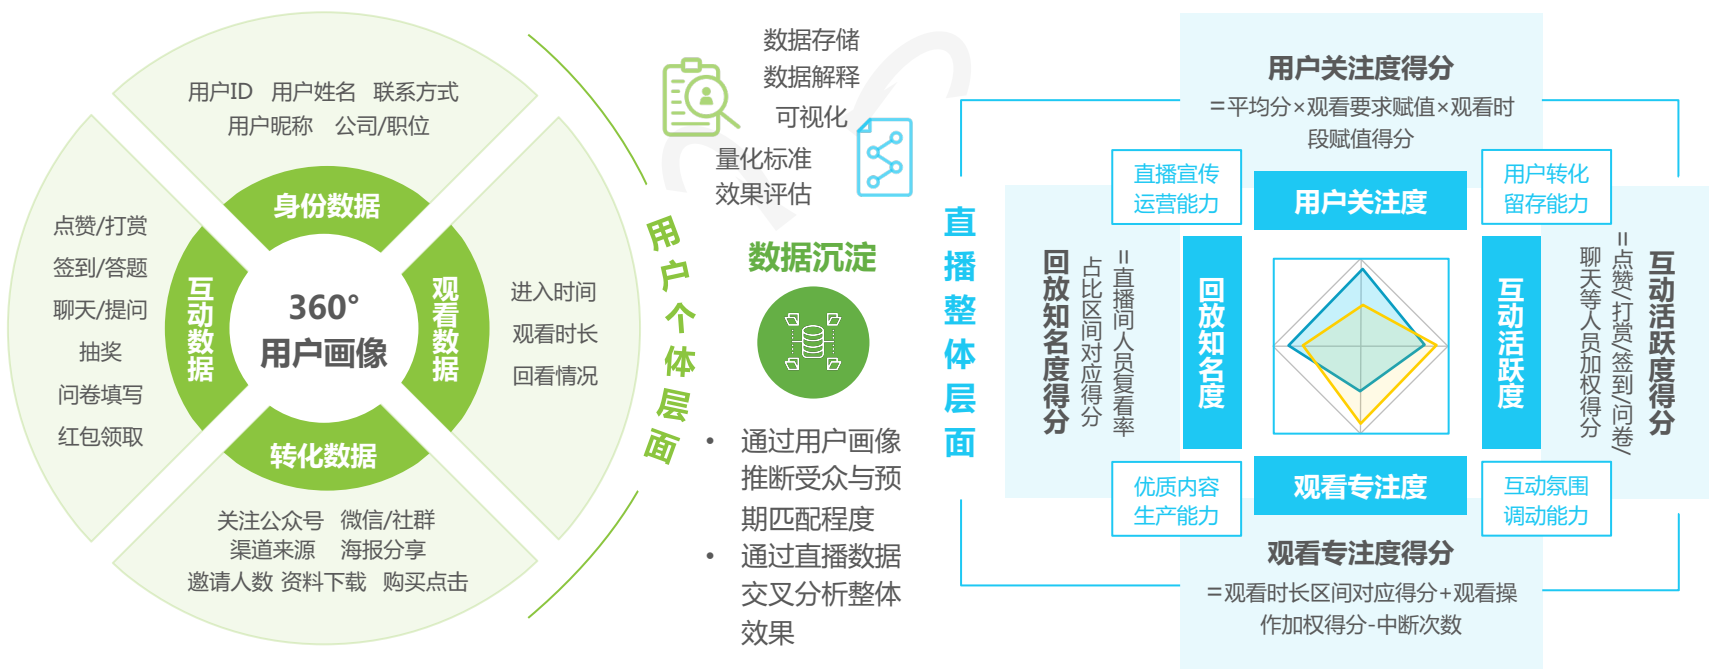 用户ID 用户姓名 联系方式
用户昵称 公司/职位
身份数据
点赞/打赏
签到/答题
聊天/提问
抽奖
问卷填写
红包领取
互动数据
360°
用户画像
观看数据
进入时间
观看时长
回看情况
转化数据
关注公众号 微信/社群
渠道来源 海报分享
邀请人数 资料下载 购买点击
用户个体层面
数据存储
数据解释
可视化
量化标准
效果评估
数据沉淀
• 通过用户画像
推断受众与预
期匹配程度
• 通过直播数据
交叉分析整体
效果
直播整体层面
用户关注度得分
=平均分×观看要求赋值×观看时
段赋值得分
直播宣传
运营能力
用户关注度
用户转化
留存能力
回放知名度得分
=直播间人员复看率
占比区间对应得分
回放知名度
互动活跃度
互动活跃度得分
=点赞/打赏/签到/问卷/
聊天等人员加权得分
优质内容
生产能力
观看专注度
互动氛围
调动能力
观看专注度得分
=观看时长区间对应得分+观看操
作加权得分-中断次数